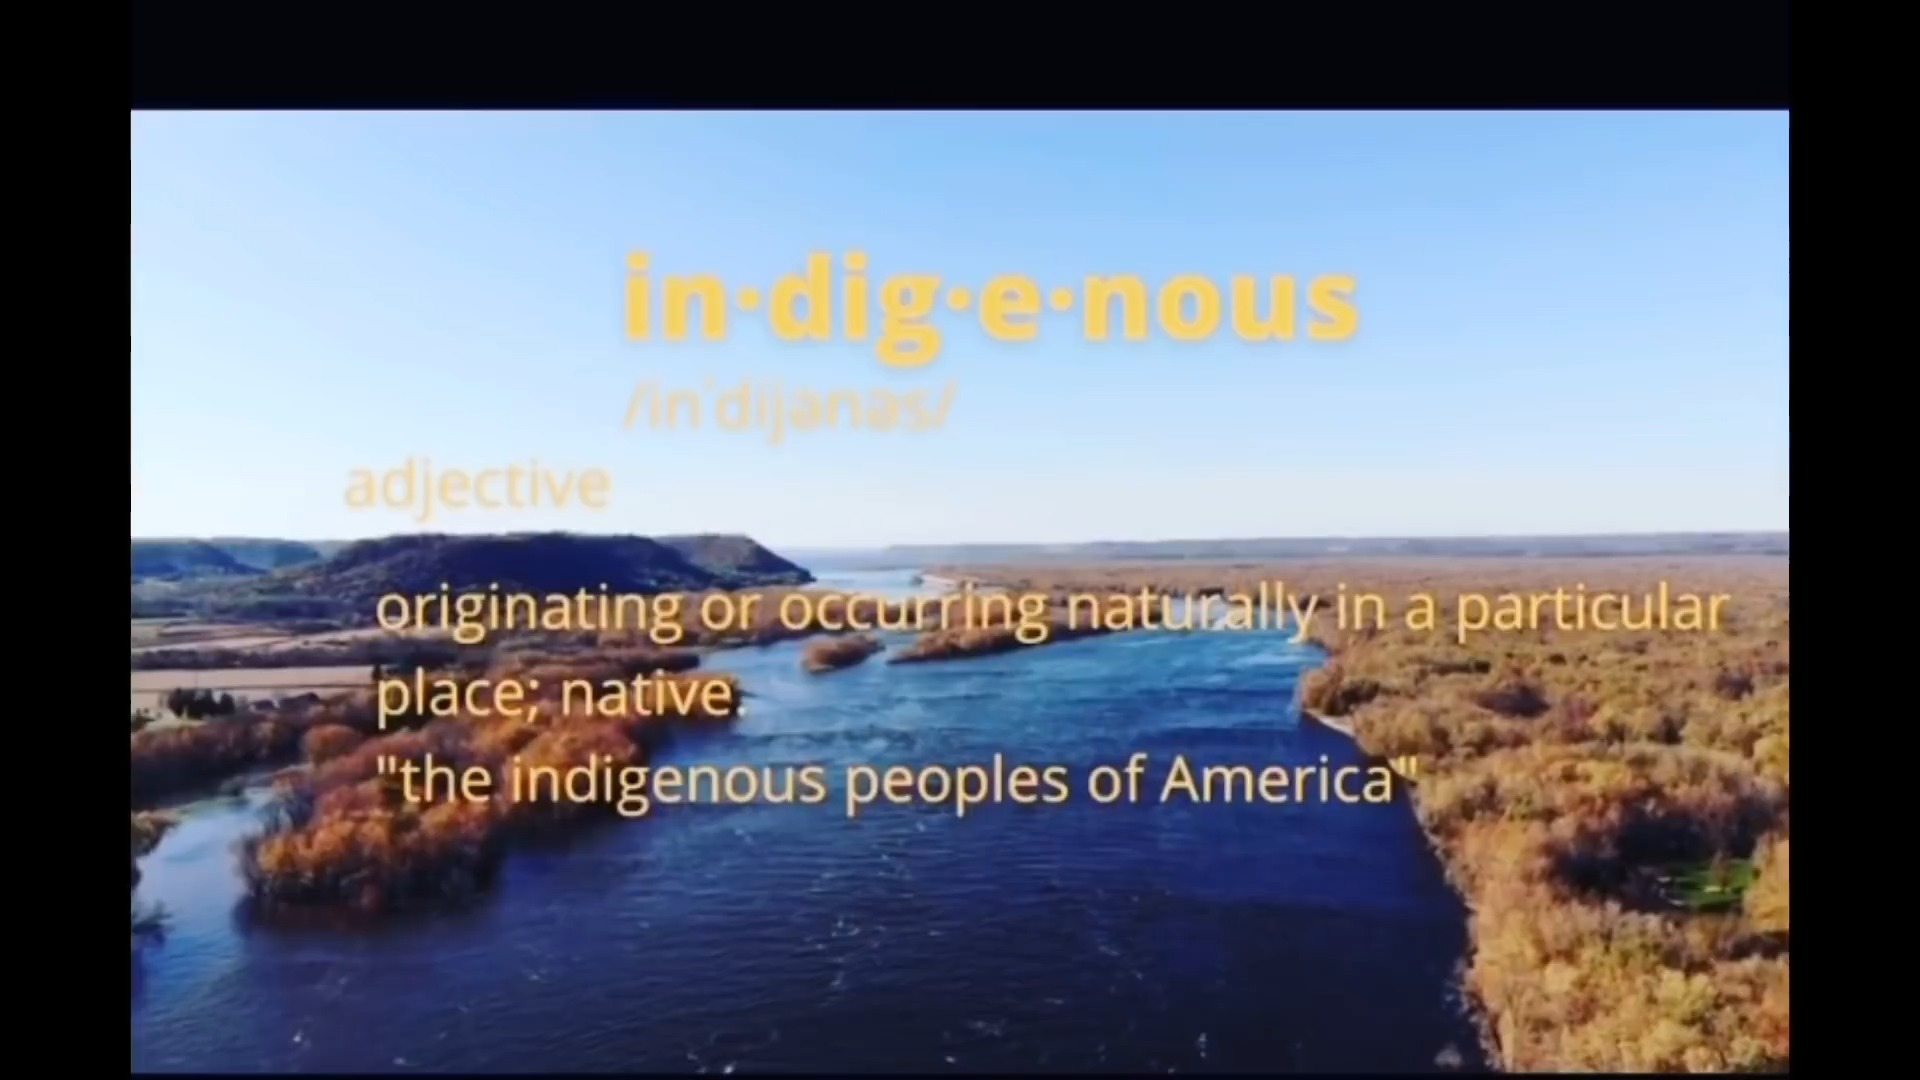 in·dig·e·nous
/inˈdijənəs/
adjective
originating or occurring naturally in a particular
place; native.
"the indigenous peoples of America"